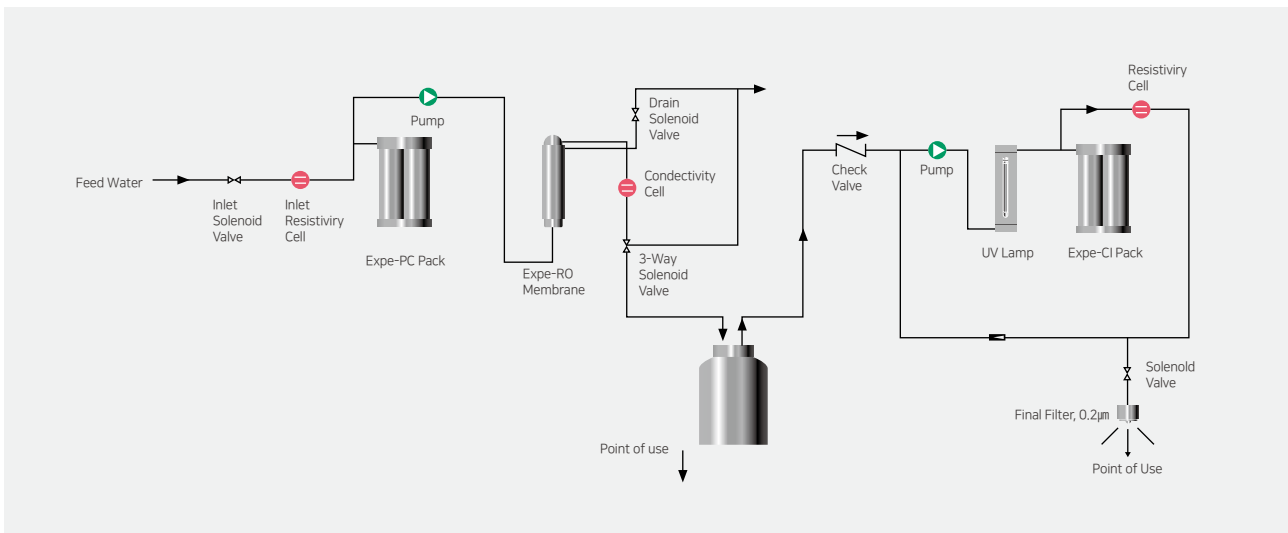 Feed Water
Inlet
Solenoid
Valve
Inlet
Resistiviry
Cell
Pump
Expe-PC Pack
Expe-RO
Membrane
Drain
Solenoid
Valve
Condectivity
Cell
3-Way
Solenoid
Valve
Point of use
Check
Valve
Pump
UV Lamp
Expe-CI Pack
Resistiviry
Cell
Solenold
Valve
Final Filter, 0.2㎛
Point of Use